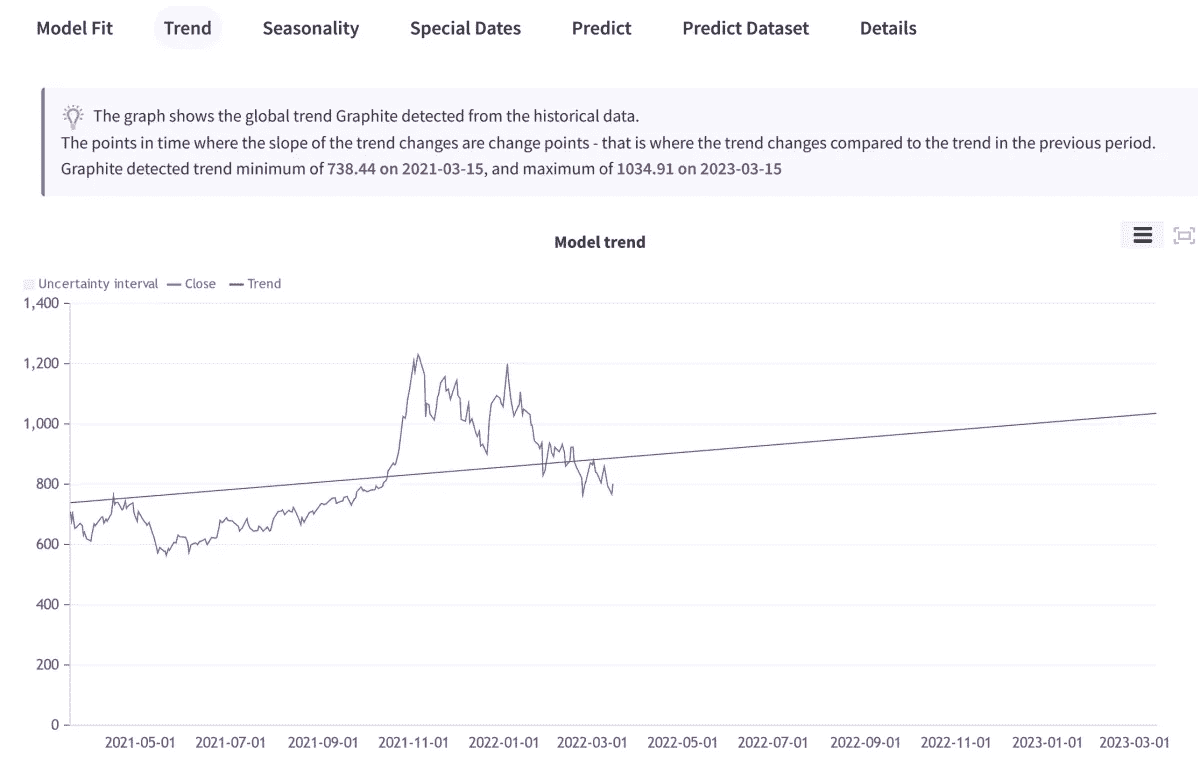 Model Fit Trend Seasonality Special Dates Predict Predict Dataset Details
The graph shows the global trend Graphite detected from the historical data.
The points in time where the slope of the trend changes are change points - that is where the trend changes compared to the trend in the previous period.
Graphite detected trend minimum of 738.44 on 2021-03-15, and maximum of 1034.91 on 2023-03-15
Model trend
Uncertainty interval Close Trend
1,400
1,200
1,000
800
600
400
200
0
2021-05-01 2021-07-01 2021-09-01 2021-11-01 2022-01-01 2022-03-01 2022-05-01 2022-07-01 2022-09-01 2022-11-01 2023-01-01 2023-03-01